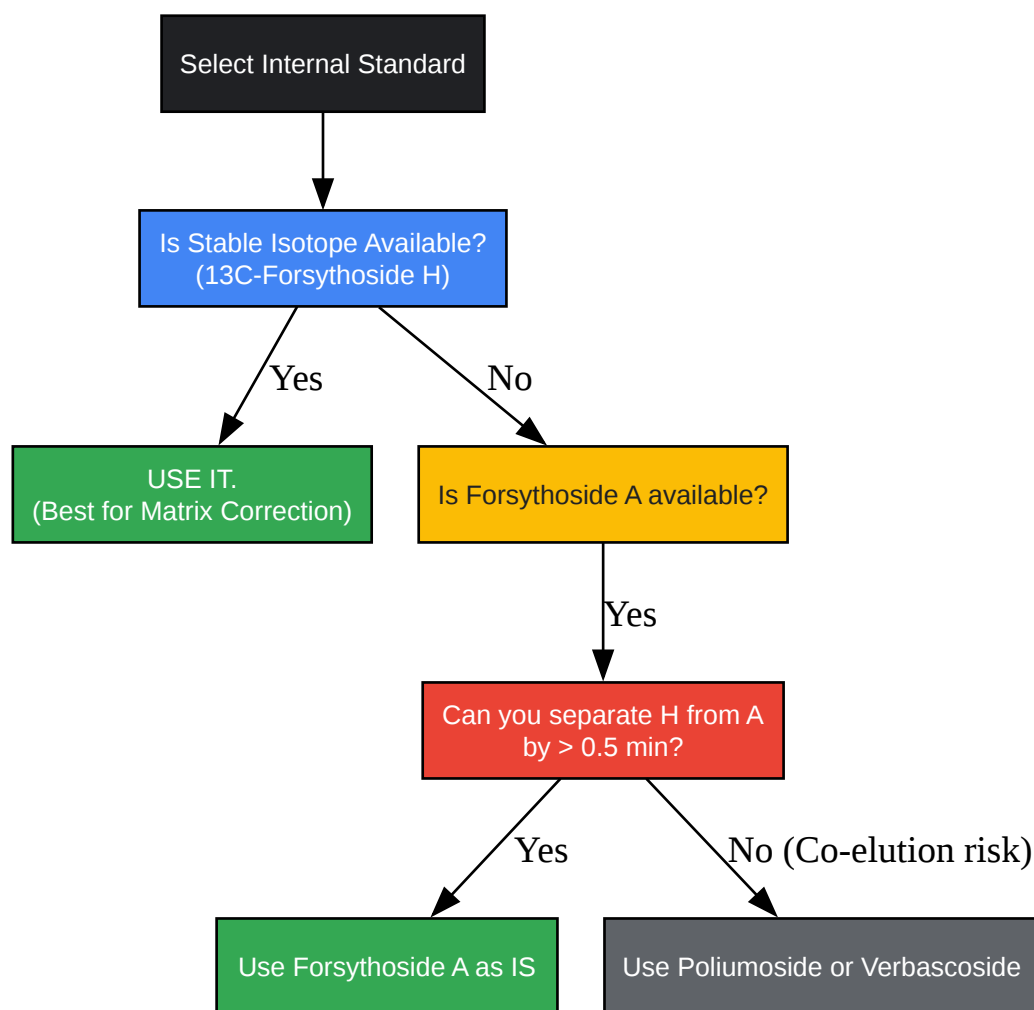 Select Internal Standard
Is Stable Isotope Available?
(13C-Forsythoside H)
Yes
No
USE IT.
(Best for Matrix Correction)
Is Forsythoside A available?
Yes
Can you separate H from A
by > 0.5 min?
Yes
No (Co-elution risk)
Use Forsythoside A as IS
Use Poliumoside or Verbascoside